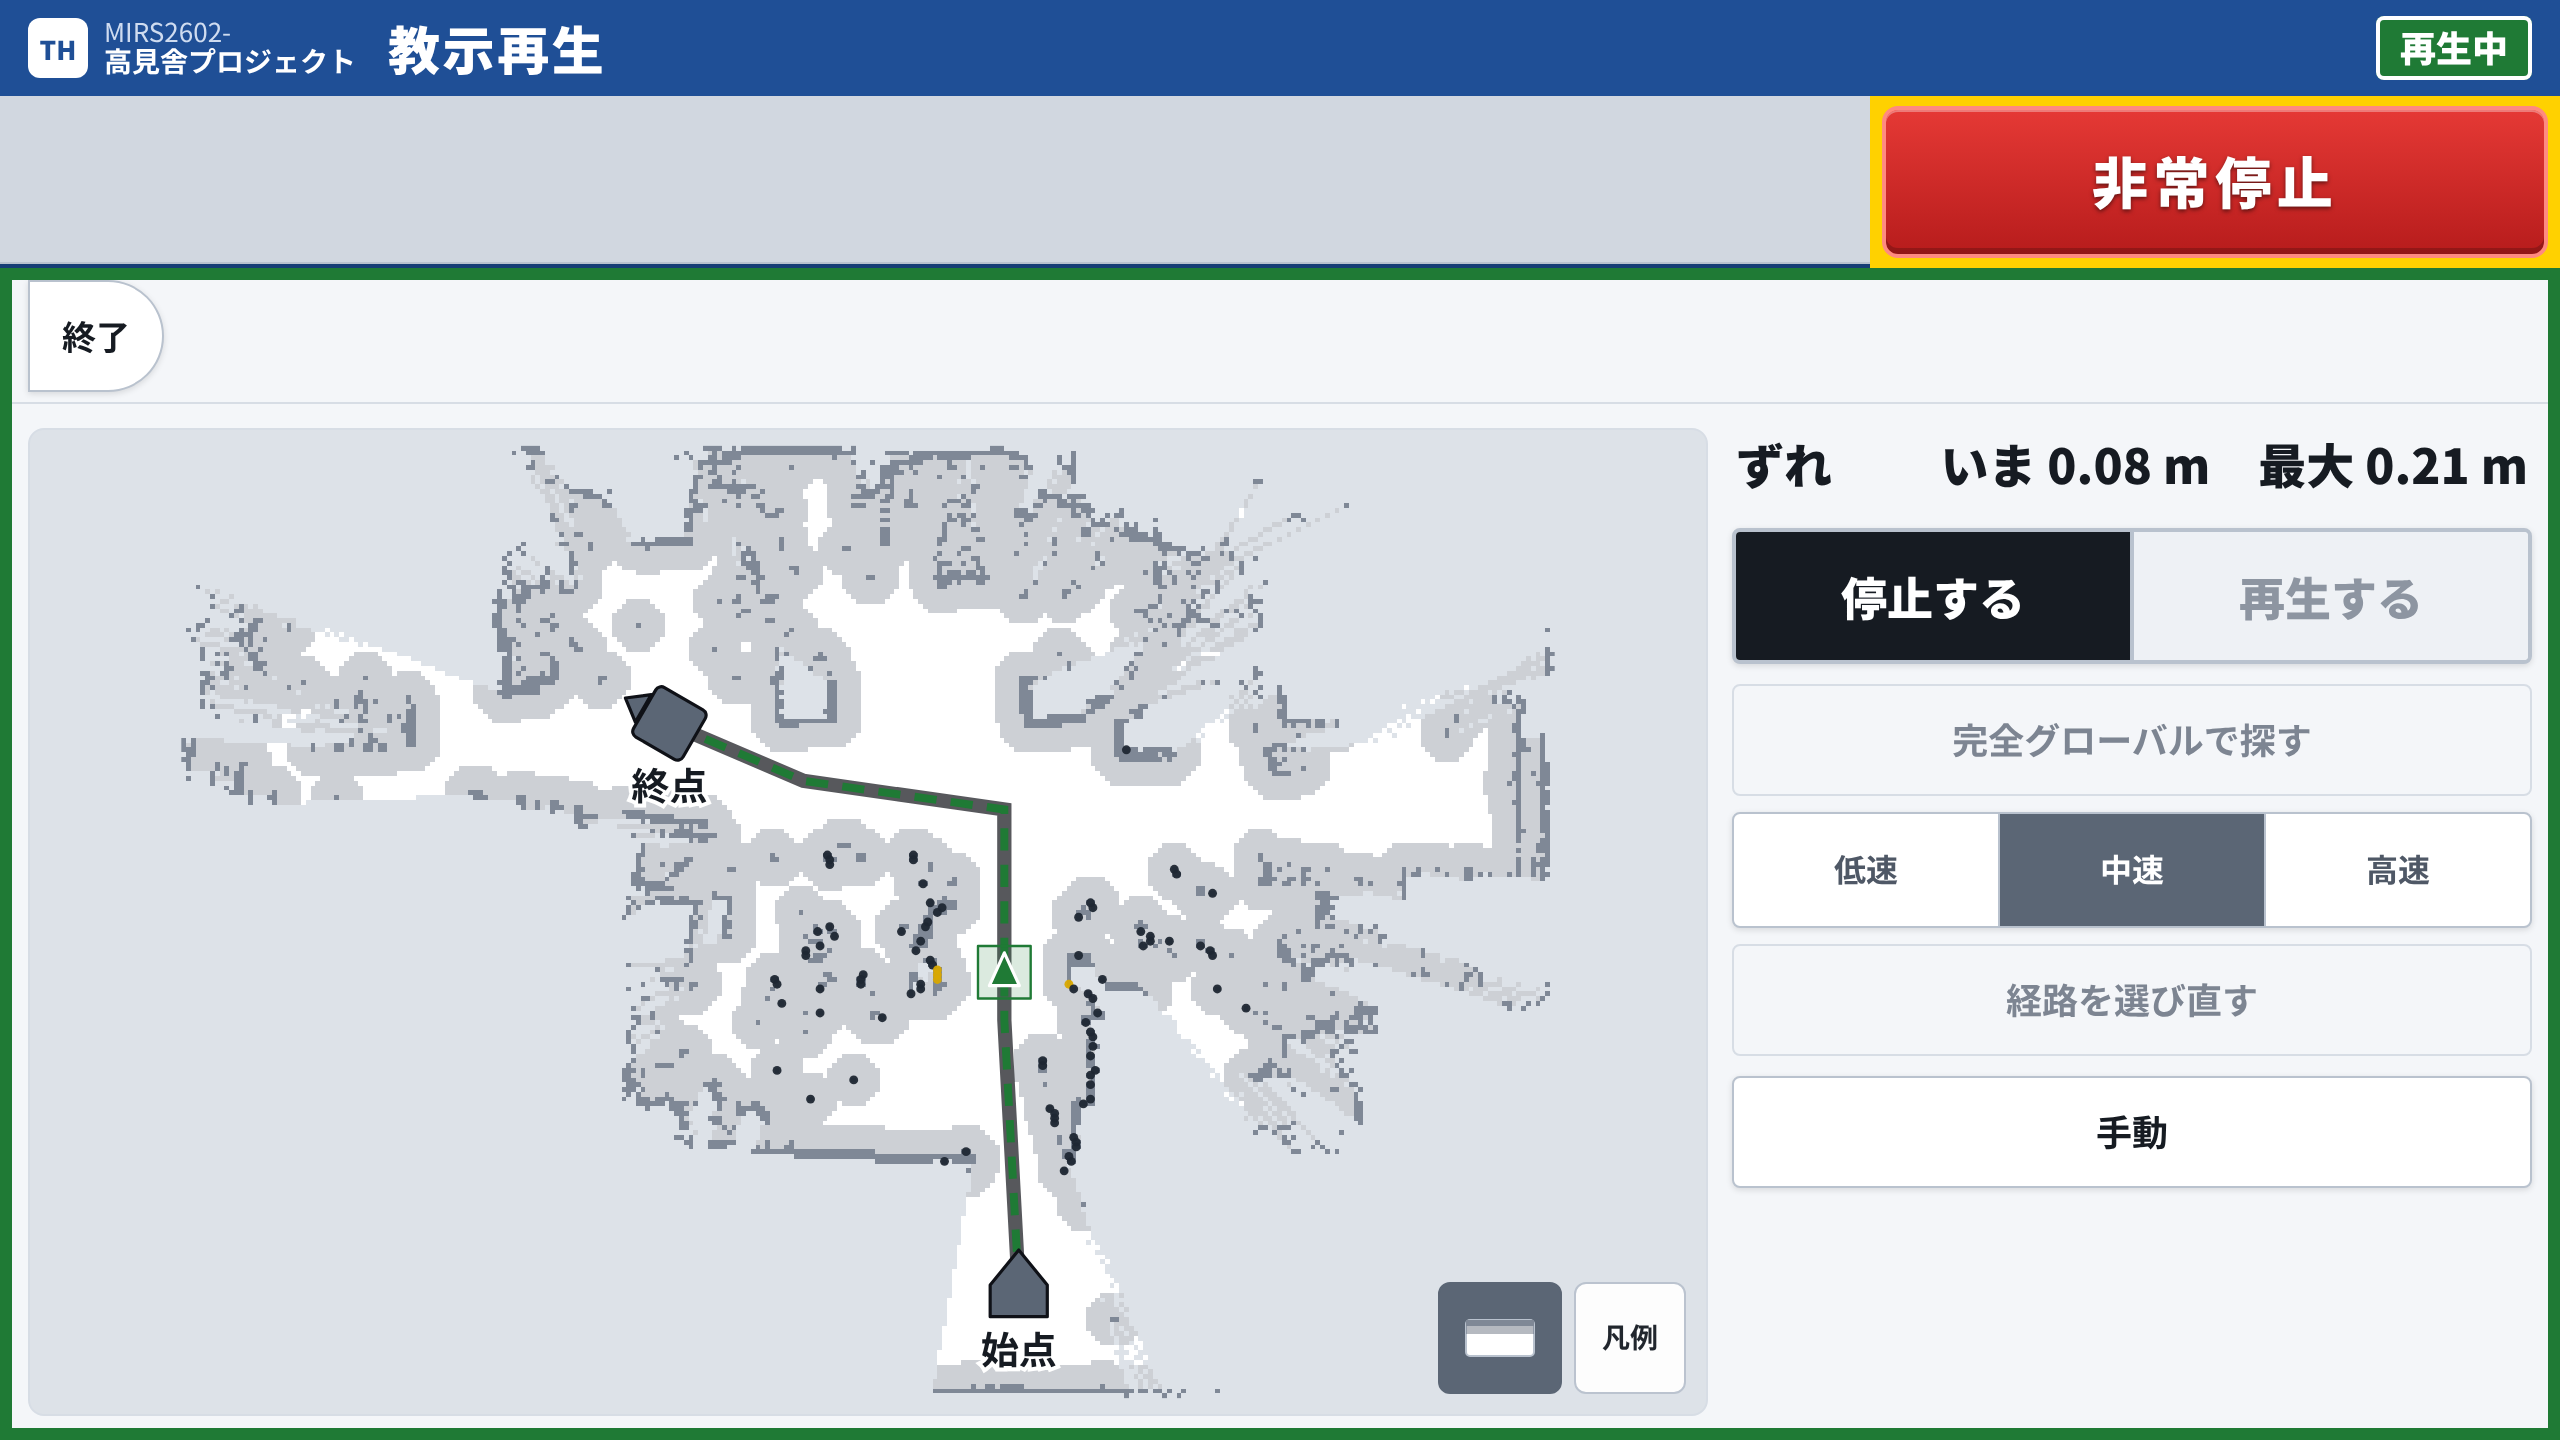 TH
MIRS2602-
高見舎プロジェクト
教示再生
再生中
非常停止
終了
ずれ いま 0.08 m 最大 0.21 m
停止する 再生する
完全グローバルで探す
低速 中速 高速
経路を選び直す
手動
終点
始点
凡例